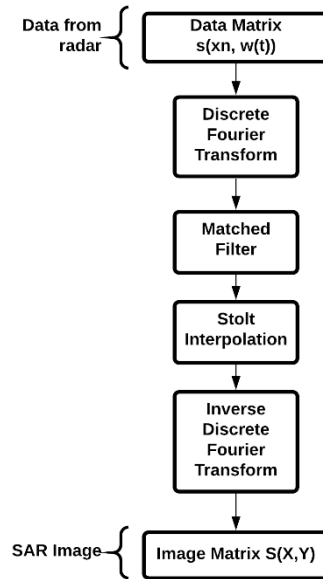 Data from
radar
Data Matrix
s(xn, w(t))
Discrete
Fourier
Transform
Matched
Filter
Stolt
Interpolation
Inverse
Discrete
Fourier
Transform
SAR Image
Image Matrix S(X,Y)